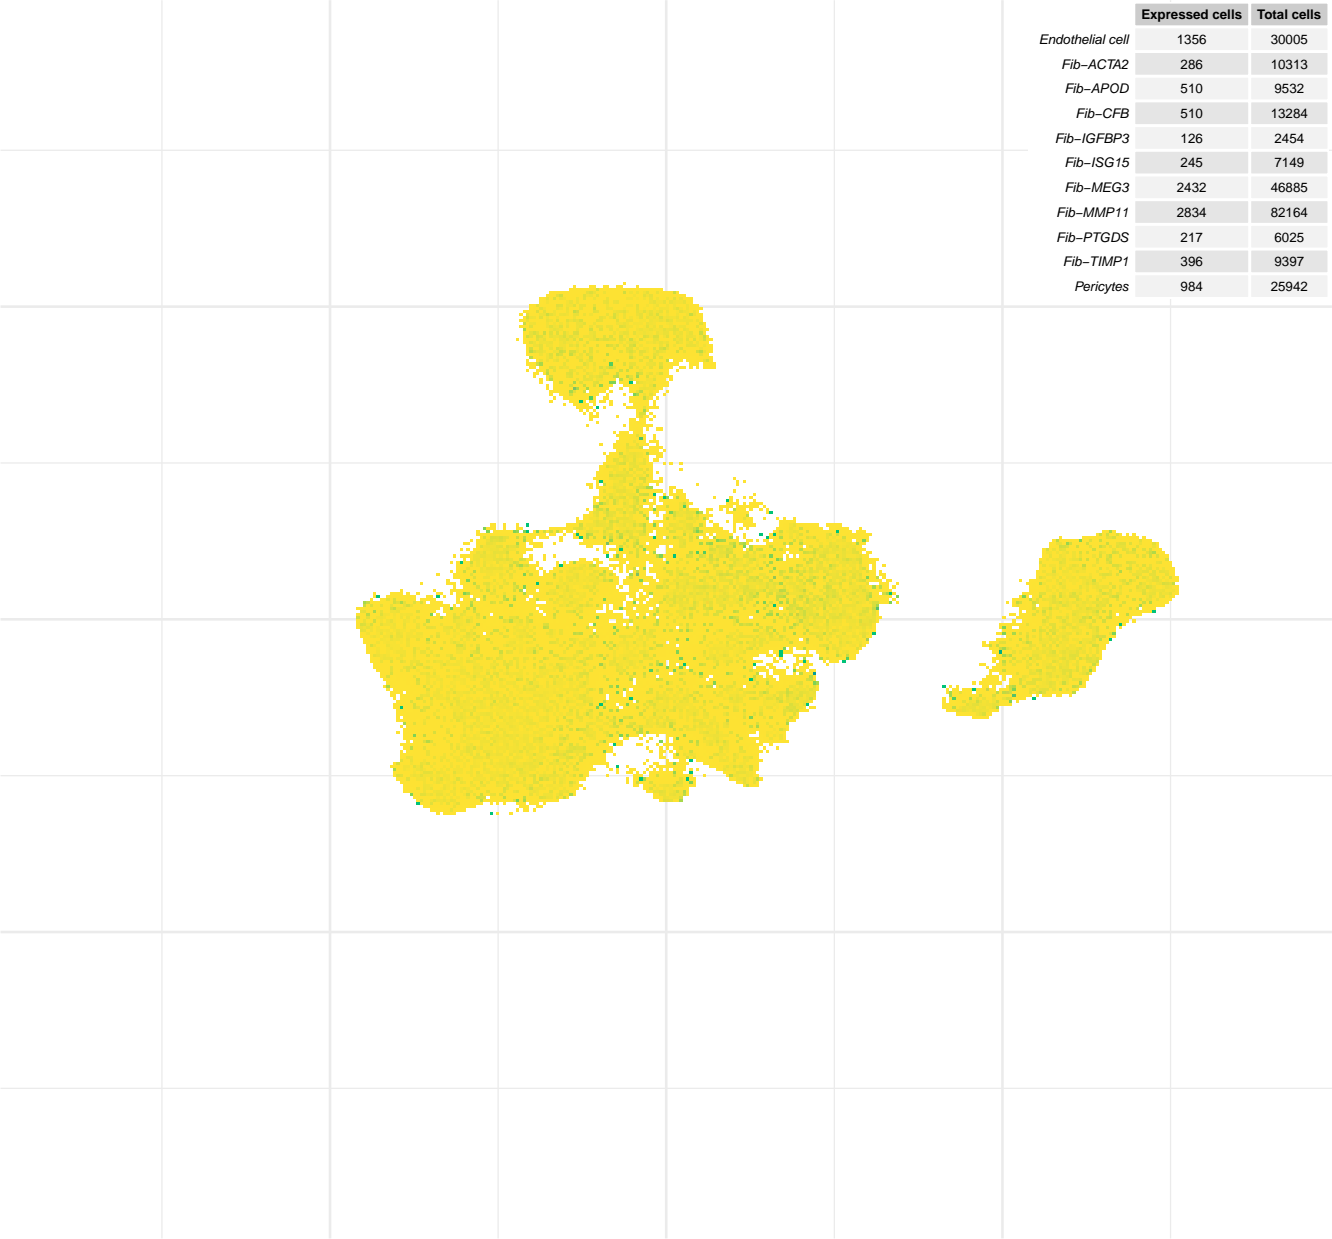 Expressed cells Total cells
Endothelial cell 1356 30005
Fib−ACTA2 286 10313
Fib−APOD 510 9532
Fib−CFB 510 13284
Fib−IGFBP3 126 2454
Fib−ISG15 245 7149
Fib−MEG3 2432 46885
Fib−MMP11 2834 82164
Fib−PTGDS 217 6025
Fib−TIMP1 396 9397
Pericytes 984 25942